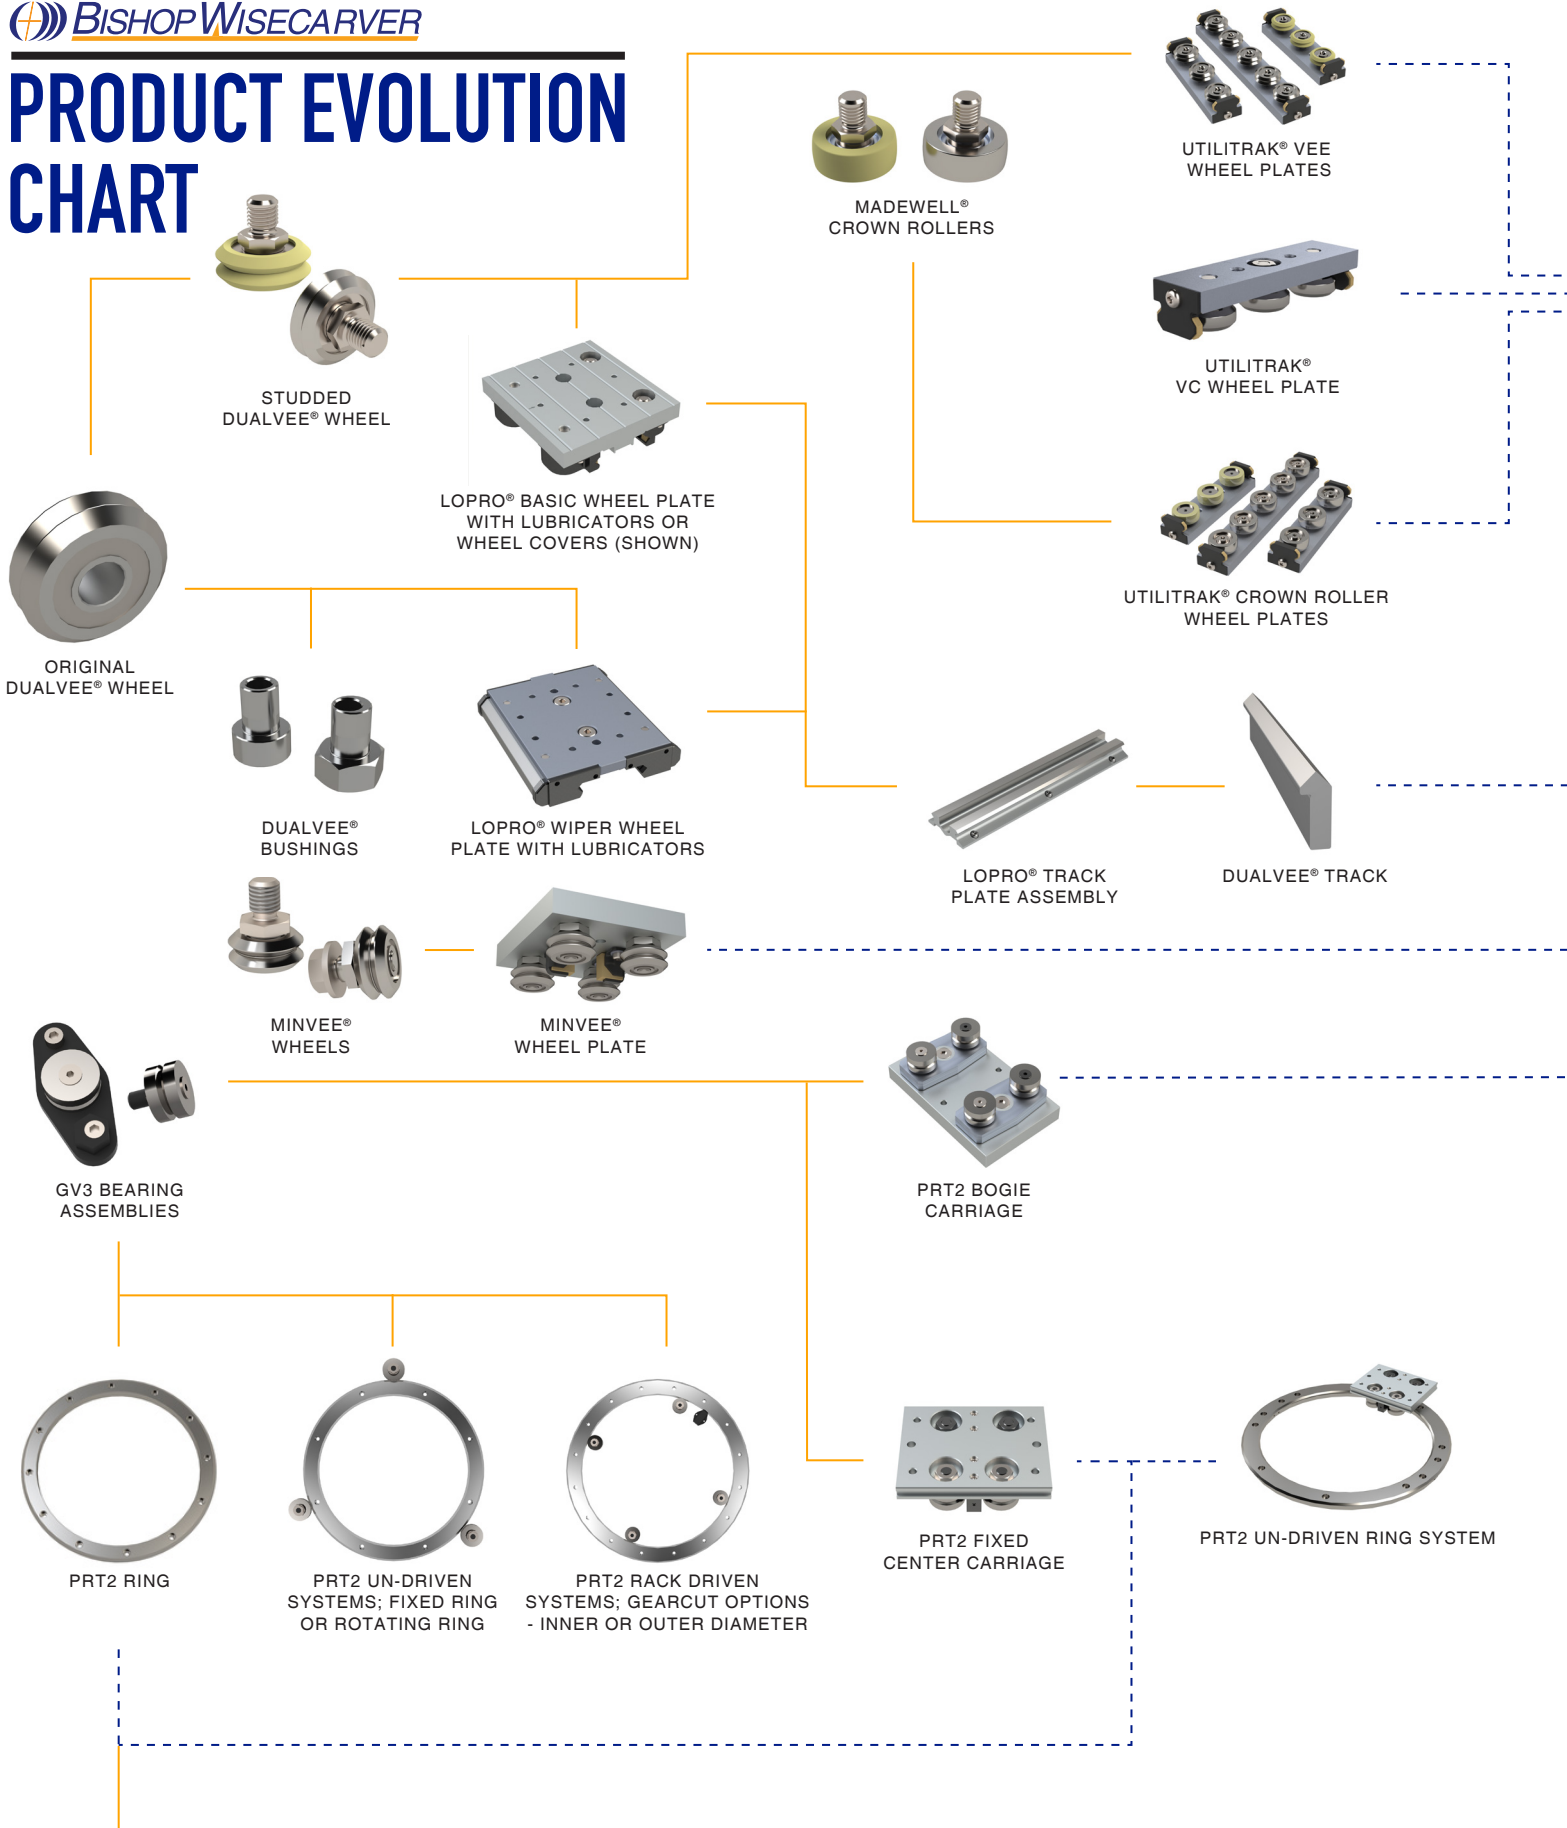 BISHOPWISECARVER
PRODUCT EVOLUTION
CHART
UTILITRAK® VEE
WHEEL PLATES
MADEWELL®
CROWN ROLLERS
UTILITRAK®
VC WHEEL PLATE
STUDDED
DUALVEE® WHEEL
LOPRO® BASIC WHEEL PLATE
WITH LUBRICATORS OR
WHEEL COVERS (SHOWN)
UTILITRAK® CROWN ROLLER
WHEEL PLATES
ORIGINAL
DUALVEE® WHEEL
DUALVEE®
BUSHINGS
LOPRO® WIPER WHEEL
PLATE WITH LUBRICATORS
LOPRO® TRACK
PLATE ASSEMBLY
DUALVEE® TRACK
MINVEE®
WHEELS
MINVEE®
WHEEL PLATE
GV3 BEARING
ASSEMBLIES
PRT2 BOGIE
CARRIAGE
PRT2 RING
PRT2 UN-DRIVEN
SYSTEMS; FIXED RING
OR ROTATING RING
PRT2 RACK DRIVEN
SYSTEMS; GEARCUT OPTIONS
- INNER OR OUTER DIAMETER
PRT2 FIXED
CENTER CARRIAGE
PRT2 UN-DRIVEN RING SYSTEM